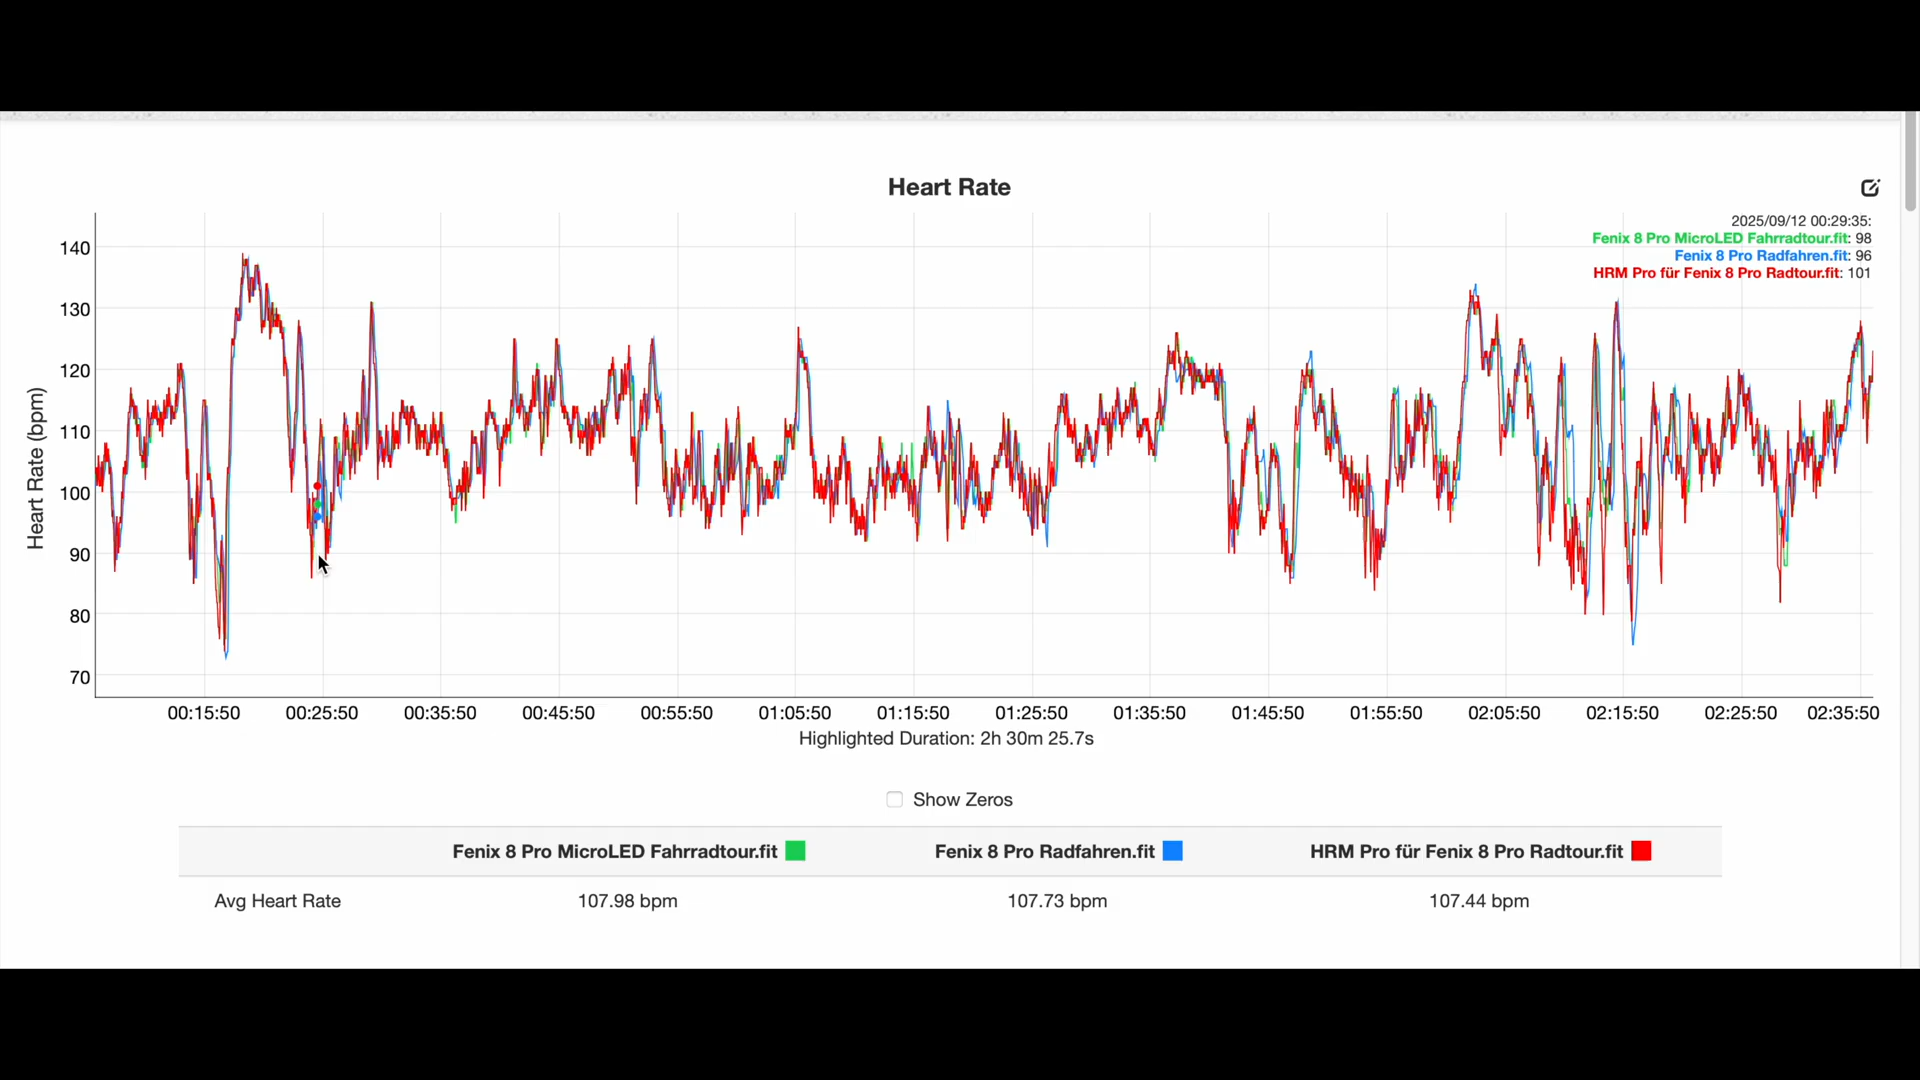 Heart Rate
2025/09/12 00:29:35:
Fenix 8 Pro MicroLED Fahrradtour.fit: 98
Fenix 8 Pro Radfahren.fit: 96
HRM Pro für Fenix 8 Pro Radtour.fit: 101
Heart Rate (bpm)
140
130
120
110
100
90
80
70
00:15:50 00:25:50 00:35:50 00:45:50 00:55:50 01:05:50 01:15:50 01:25:50 01:35:50 01:45:50 01:55:50 02:05:50 02:15:50 02:25:50 02:35:50
Highlighted Duration: 2h 30m 25.7s
Show Zeros
Fenix 8 Pro MicroLED Fahrradtour.fit Fenix 8 Pro Radfahren.fit HRM Pro für Fenix 8 Pro Radtour.fit
Avg Heart Rate 107.98 bpm 107.73 bpm 107.44 bpm